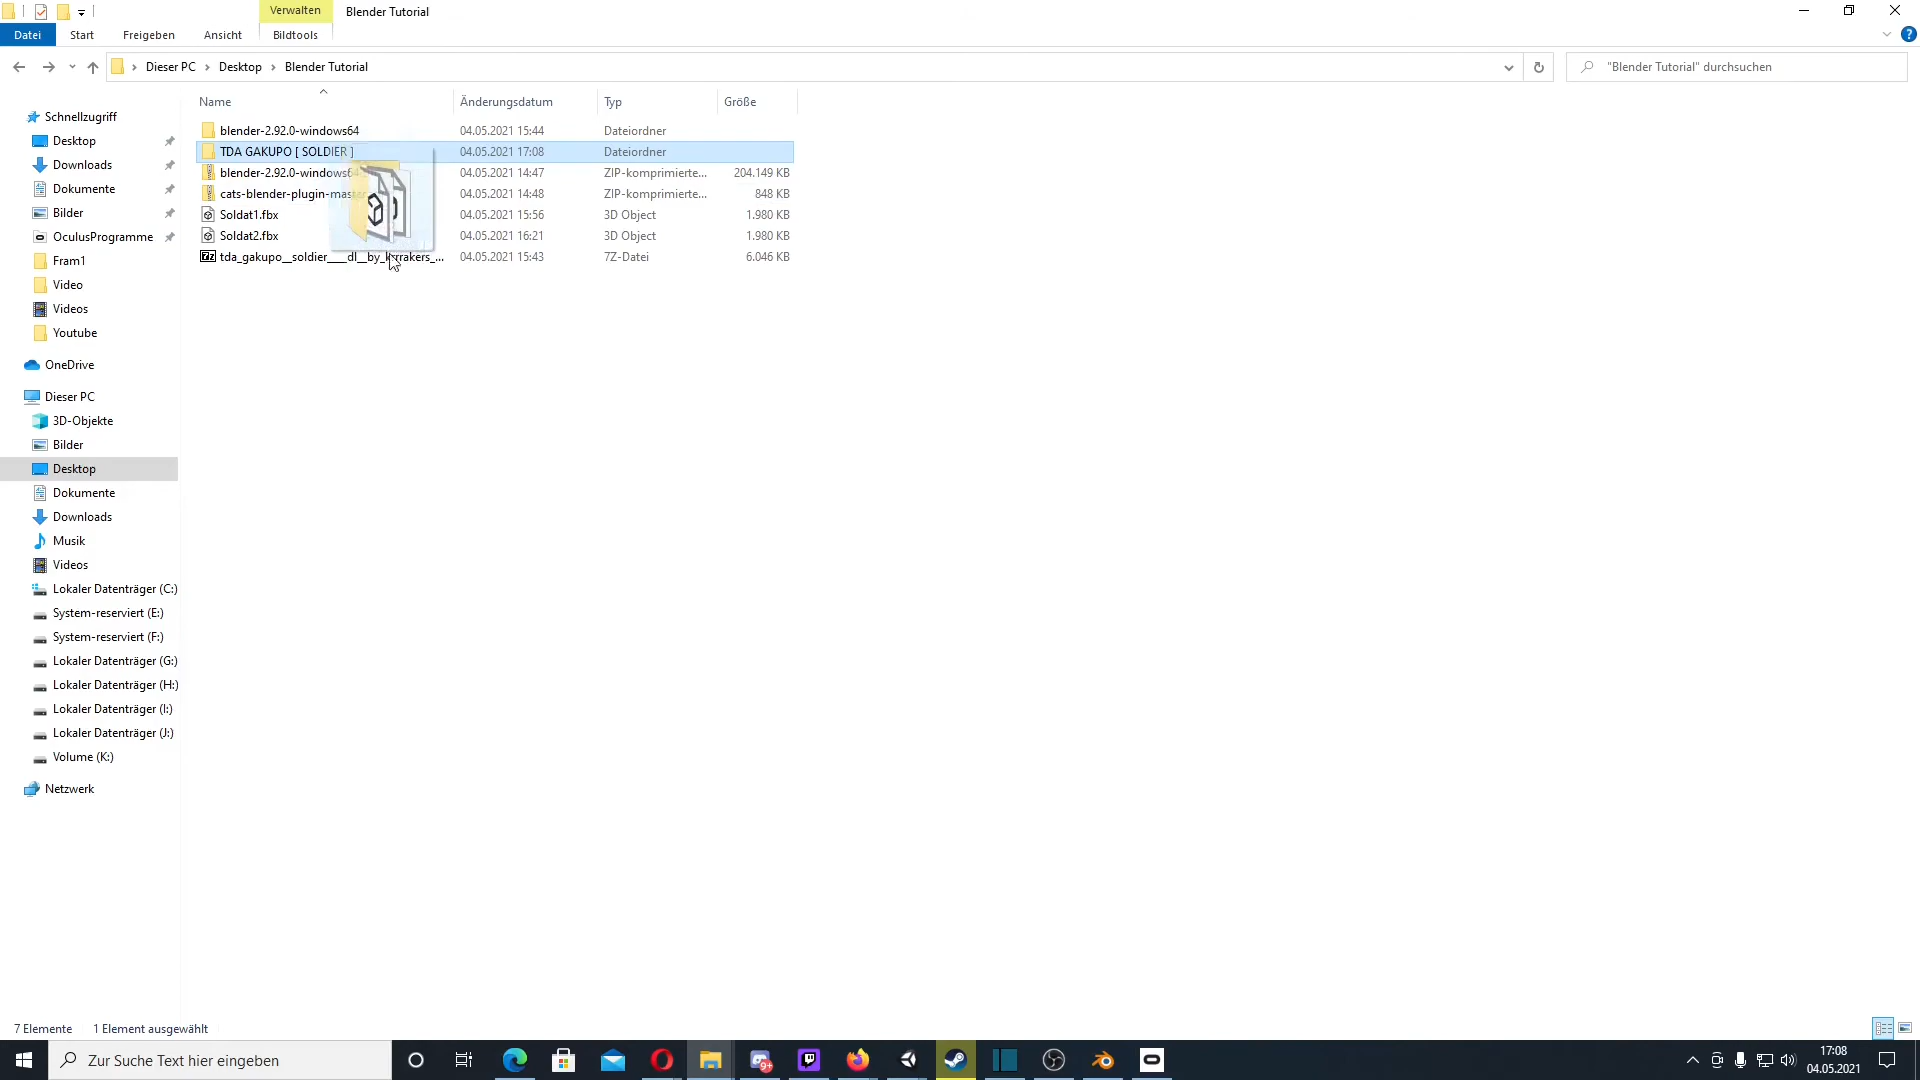 Verwalten
Blender Tutorial
Datei
Start
Freigeben
Ansicht
Bildtools
Dieser PC
Desktop
Blender Tutorial
"Blender Tutorial" durchsuchen
Name
Änderungsdatum
Typ
Größe
blender-2.92.0-windows64 04.05.2021 15:44 Dateiordner
TDA GAKUPO [ SOLDIER ] 04.05.2021 17:08 Dateiordner
blender-2.92.0-windows64 04.05.2021 14:47 ZIP-komprimierte... 204.149 KB
04.05.2021 14:48 ZIP-komprimierte... 848 KB
Soldat1.fbx 04.05.2021 15:56 3D Object 1.980 KB
Soldat2.fbx 04.05.2021 16:21 3D Object 1.980 KB
04.05.2021 15:43 7Z-Datei 6.046 KB
Schnellzugriff
Desktop
Downloads
Dokumente
Bilder
OculusProgramme
Fram1
Video
Videos
Youtube
OneDrive
Dieser PC
3D-Objekte
Bilder
Desktop
Dokumente
Downloads
Musik
Videos
Lokaler Datenträger (C:)
System-reserviert (E:)
System-reserviert (F:)
Lokaler Datenträger (G:)
Lokaler Datenträger (H:)
Lokaler Datenträger (I:)
Lokaler Datenträger (J:)
Volume (K:)
Netzwerk
7 Elemente
1 Element ausgewählt
Zur Suche Text hier eingeben
17:08
04.05.2021